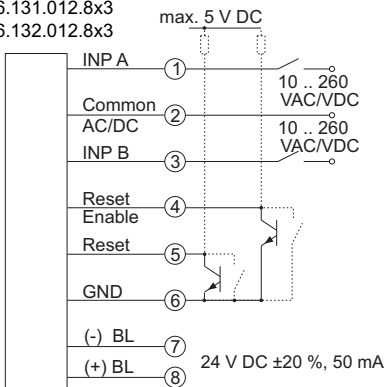 6.131.012.8x3
6.132.012.8x3
max. 5 V DC
INP A
1
10 .. 260
VAC/VDC
Common
AC/DC
2
10 .. 260
VAC/VDC
INP B
3
Reset
Enable
4
Reset
5
GND
6
(-) BL
7
(+) BL
8
24 V DC ±20 %, 50 mA